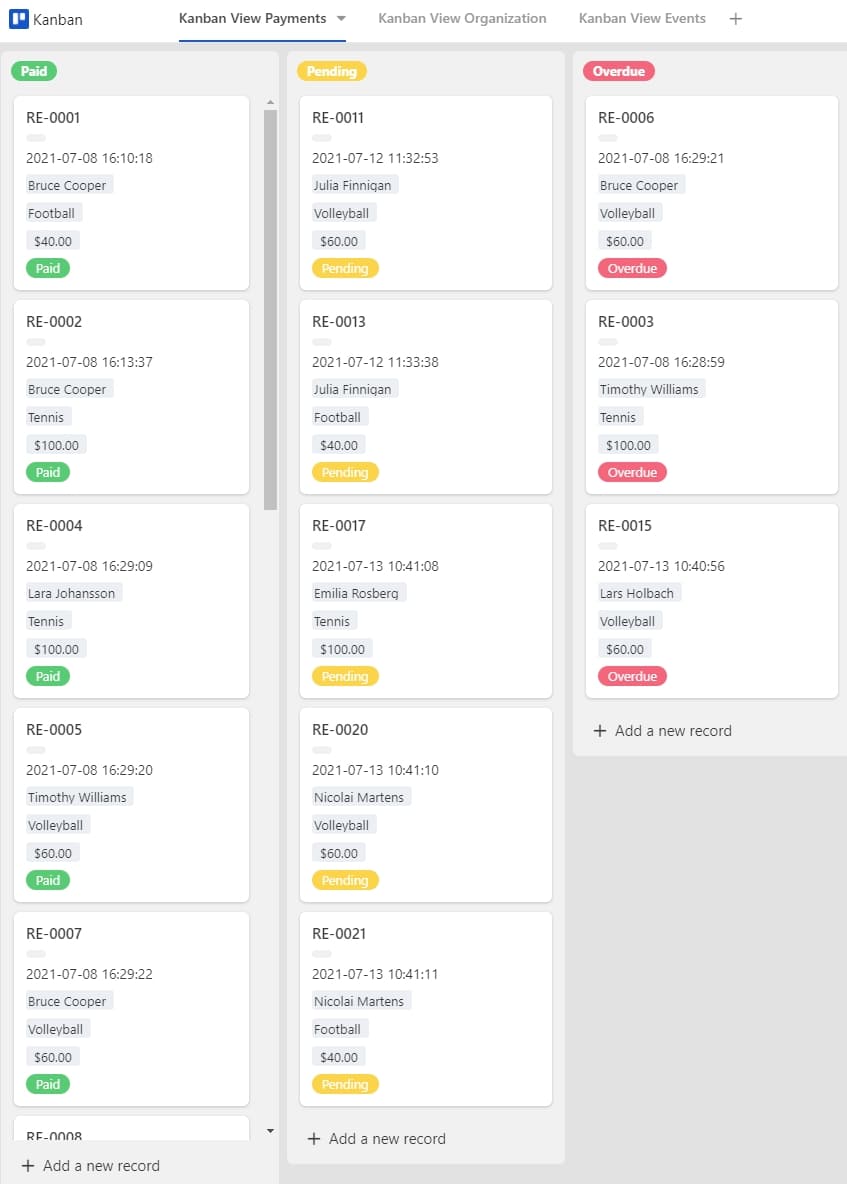 Kanban
Kanban View Payments
Kanban View Organization
Kanban View Events
Paid
RE-0001
2021-07-08 16:10:18
Bruce Cooper
Football
$40.00
Paid
RE-0002
2021-07-08 16:13:37
Bruce Cooper
Tennis
$100.00
Paid
RE-0004
2021-07-08 16:29:09
Lara Johansson
Tennis
$100.00
Paid
RE-0005
2021-07-08 16:29:20
Timothy Williams
Volleyball
$60.00
Paid
RE-0007
2021-07-08 16:29:22
Bruce Cooper
Volleyball
$60.00
Paid
RE-0008
+ Add a new record
Pending
RE-0011
2021-07-12 11:32:53
Julia Finnigan
Volleyball
$60.00
Pending
RE-0013
2021-07-12 11:33:38
Julia Finnigan
Football
$40.00
Pending
RE-0017
2021-07-13 10:41:08
Emilia Rosberg
Tennis
$100.00
Pending
RE-0020
2021-07-13 10:41:10
Nicolai Martens
Volleyball
$60.00
Pending
RE-0021
2021-07-13 10:41:11
Nicolai Martens
Football
$40.00
Pending
+ Add a new record
Overdue
RE-0006
2021-07-08 16:29:21
Bruce Cooper
Volleyball
$60.00
Overdue
RE-0003
2021-07-08 16:28:59
Timothy Williams
Tennis
$100.00
Overdue
RE-0015
2021-07-13 10:40:56
Lars Holbach
Volleyball
$60.00
Overdue
+ Add a new record